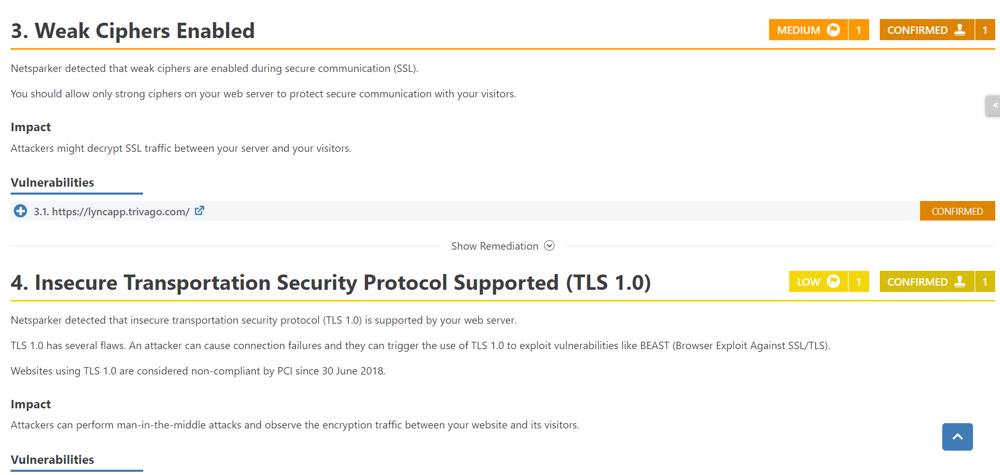 3. Weak Ciphers Enabled
MEDIUM 1 CONFIRMED 1
Netsparker detected that weak ciphers are enabled during secure communication (SSL).
You should allow only strong ciphers on your web server to protect secure communication with your visitors.
«
Impact
Attackers might decrypt SSL traffic between your server and your visitors.
Vulnerabilities
3.1. https://lyncapp.trivago.com/ CONFIRMED
Show Remediation
4. Insecure Transportation Security Protocol Supported (TLS 1.0)
LOW 1 CONFIRMED 1
Netsparker detected that insecure transportation security protocol (TLS 1.0) is supported by your web server.
TLS 1.0 has several flaws. An attacker can cause connection failures and they can trigger the use of TLS 1.0 to exploit vulnerabilities like BEAST (Browser Exploit Against SSL/TLS).
Websites using TLS 1.0 are considered non-compliant by PCI since 30 June 2018.
Impact
Attackers can perform man-in-the-middle attacks and observe the encryption traffic between your website and its visitors.
Vulnerabilities